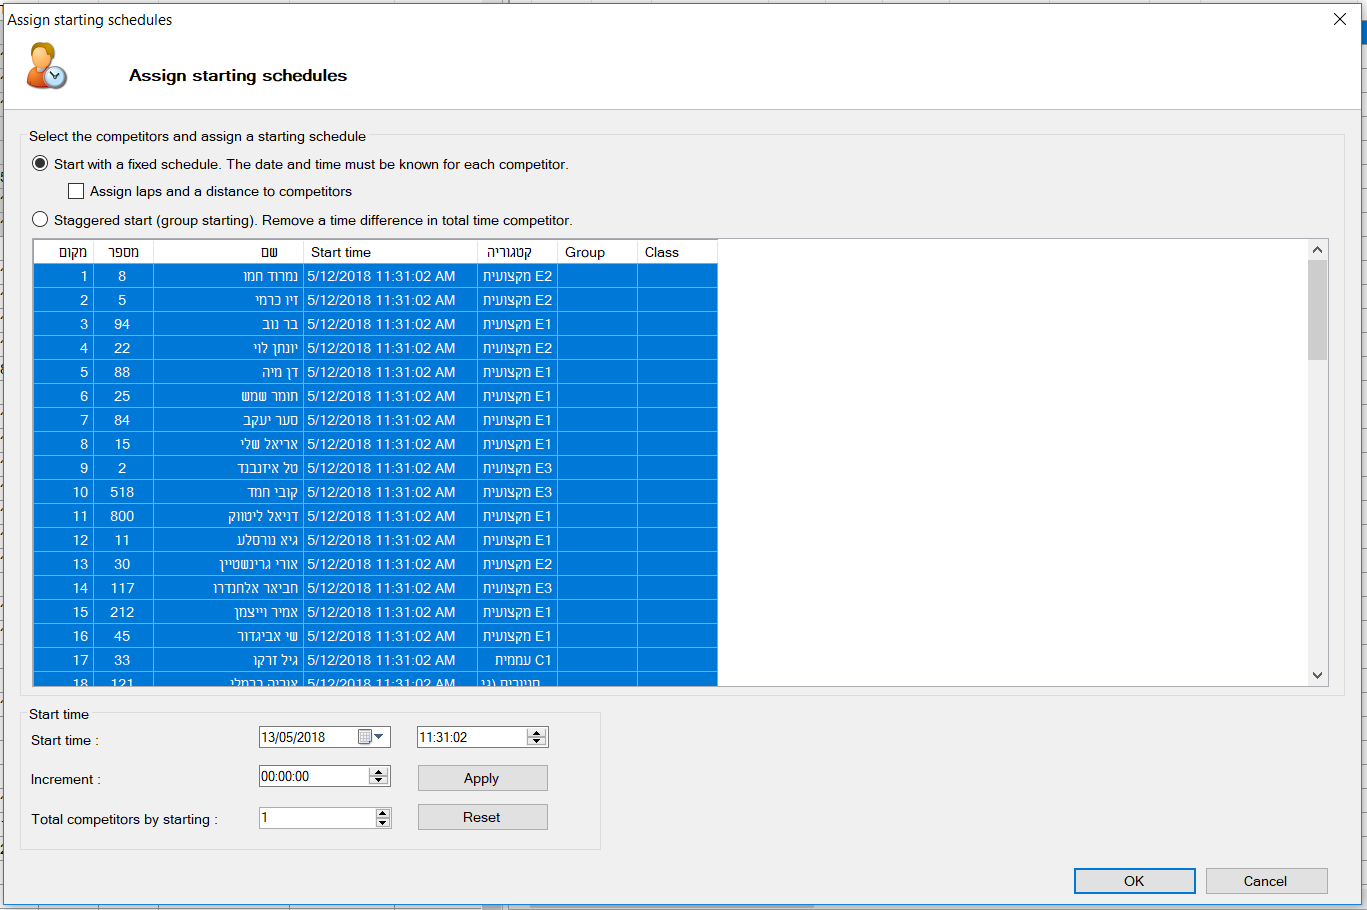 Assign starting schedules
Assign starting schedules
Select the competitors and assign a starting schedule
Start with a fixed schedule. The date and time must be known for each competitor.
Assign laps and a distance to competitors
Staggered start (group starting). Remove a time difference in total time competitor.
מקום מספר שם Start time קטגוריה Group Class
1 8 נמרוד חמו 5/12/2018 11:31:02 AM מקצועית E2
2 5 זיו כרמי 5/12/2018 11:31:02 AM מקצועית E2
3 94 בר נוב 5/12/2018 11:31:02 AM מקצועית E1
4 22 יונתן לוי 5/12/2018 11:31:02 AM מקצועית E2
5 88 דן מיה 5/12/2018 11:31:02 AM מקצועית E1
6 25 תומר שמש 5/12/2018 11:31:02 AM מקצועית E1
7 84 סער יעקב 5/12/2018 11:31:02 AM מקצועית E1
8 15 אריאל שלי 5/12/2018 11:31:02 AM מקצועית E1
9 2 טל איזנבנד 5/12/2018 11:31:02 AM מקצועית E3
10 518 קובי חמד 5/12/2018 11:31:02 AM מקצועית E3
11 800 דניאל ליטווק 5/12/2018 11:31:02 AM מקצועית E1
12 11 גיא נורסלע 5/12/2018 11:31:02 AM מקצועית E1
13 30 אורי גרינשטיין 5/12/2018 11:31:02 AM מקצועית E2
14 117 חביאר אלחנדרו 5/12/2018 11:31:02 AM מקצועית E3
15 212 אמיר וייצמן 5/12/2018 11:31:02 AM מקצועית E1
16 45 שי אביגדור 5/12/2018 11:31:02 AM מקצועית E1
17 33 גיל זרקו 5/12/2018 11:31:02 AM עממית C1
18 121 5/12/2018 11:31:02 AM
Start time
Start time : 13/05/2018 11:31:02
Increment : 00:00:00 Apply
Total competitors by starting : 1 Reset
OK Cancel